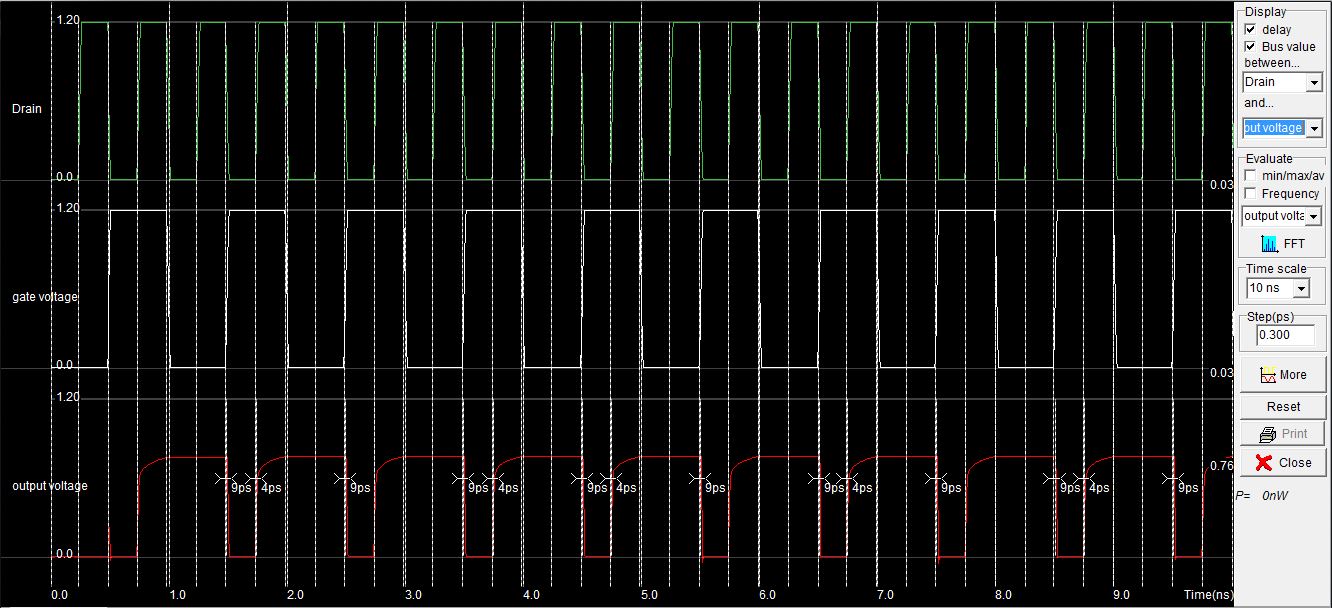 1.20
Drain
0.0
0.03
1.20
gate voltage
0.0
0.03
1.20
output voltage
0.76
9ps 4ps 9ps 9ps 4ps 9ps 4ps 9ps 9ps 4ps 9ps 9ps 4ps 9ps
0.0
0.0 1.0 2.0 3.0 4.0 5.0 6.0 7.0 8.0 9.0 Time(ns)
Display
delay
Bus value
between...
Drain
and...
out voltage
Evaluate
min/max/av
Frequency
output volta
FFT
Time scale
10 ns
Step(ps)
0.300
More
Reset
Print
Close
P= 0nW